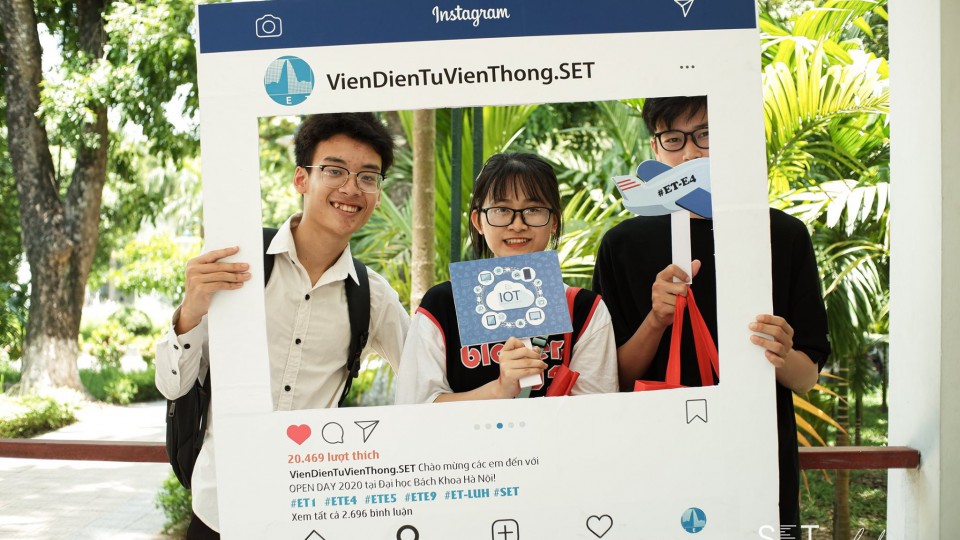 Instagram
VienDienTuVienThong.SET
E
#ET-E4
IOT
20.469 lượt thích
VienDienTuVienThong.SET Chào mừng các em đến với
OPEN DAY 2020 tại Đại học Bách Khoa Hà Nội!
#ET1 #ETE4 #ETE5 #ETE9 #ET-LUH #SET
Xem tất cả 2.696 bình luận
SET